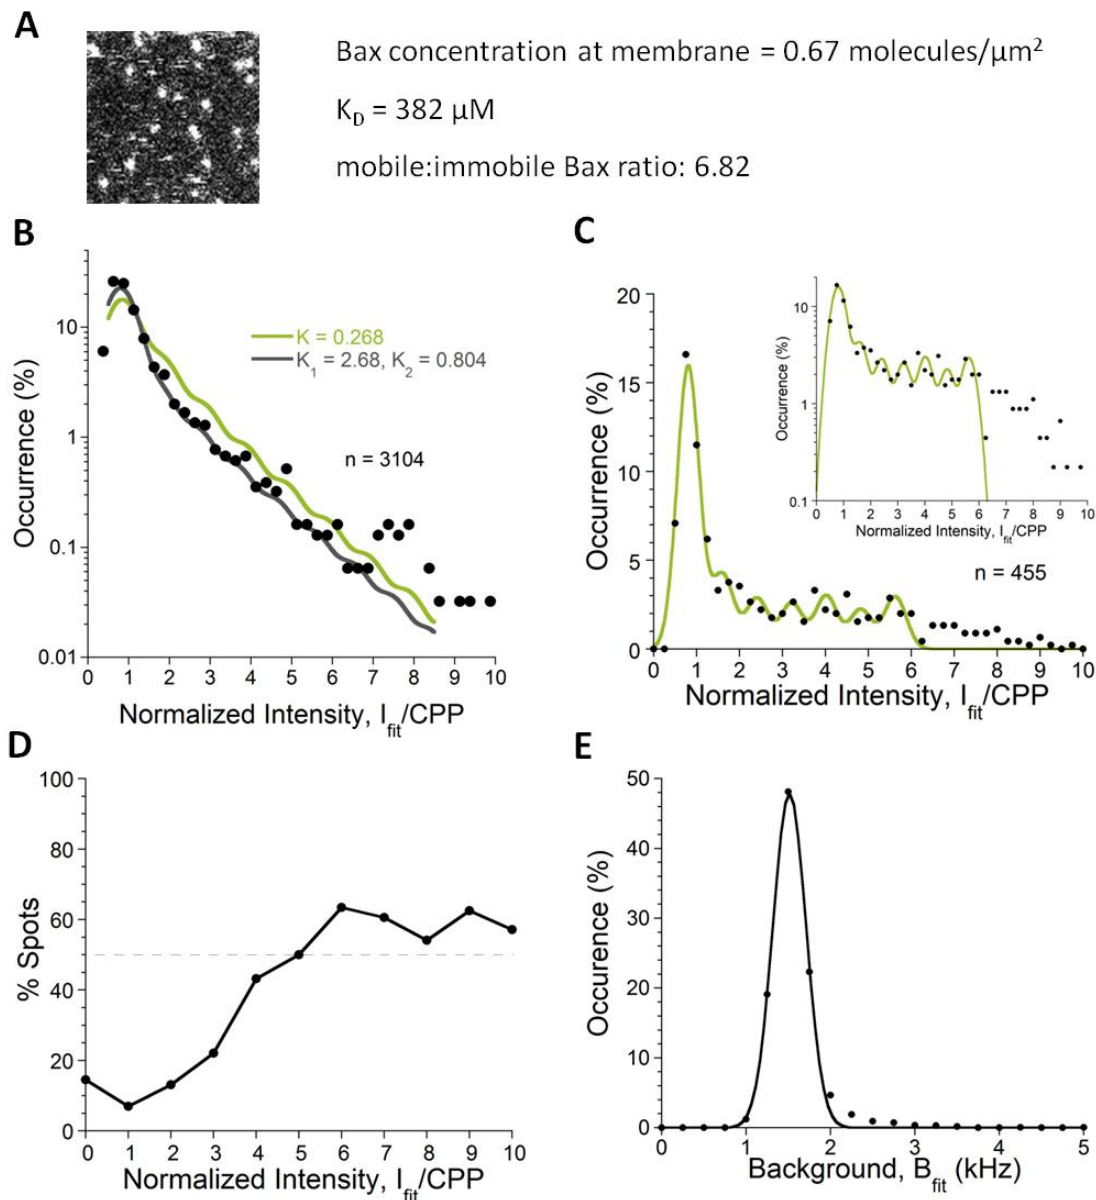 A
Bax concentration at membrane = 0.67 molecules/µm²
K_D = 382 µM
mobile:immobile Bax ratio: 6.82
B
Occurrence (%)
10
1
0.1
0.01
K = 0.268
K₁ = 2.68, K₂ = 0.804
n = 3104
0 1 2 3 4 5 6 7 8 9 10
Normalized Intensity, I_fit/CPP
C
Occurrence (%)
20
15
10
5
0
0 1 2 3 4 5 6 7 8 9 10
Normalized Intensity, I_fit/CPP
Occurrence (%)
10
1
0.1
0 1 2 3 4 5 6 7 8 9 10
Normalized Intensity, I_fit/CPP
n = 455
D
% Spots
100
80
60
40
20
0
0 1 2 3 4 5 6 7 8 9 10
Normalized Intensity, I_fit/CPP
E
Occurence (%)
50
40
30
20
10
0
0 1 2 3 4 5
Background, B_fit (kHz)